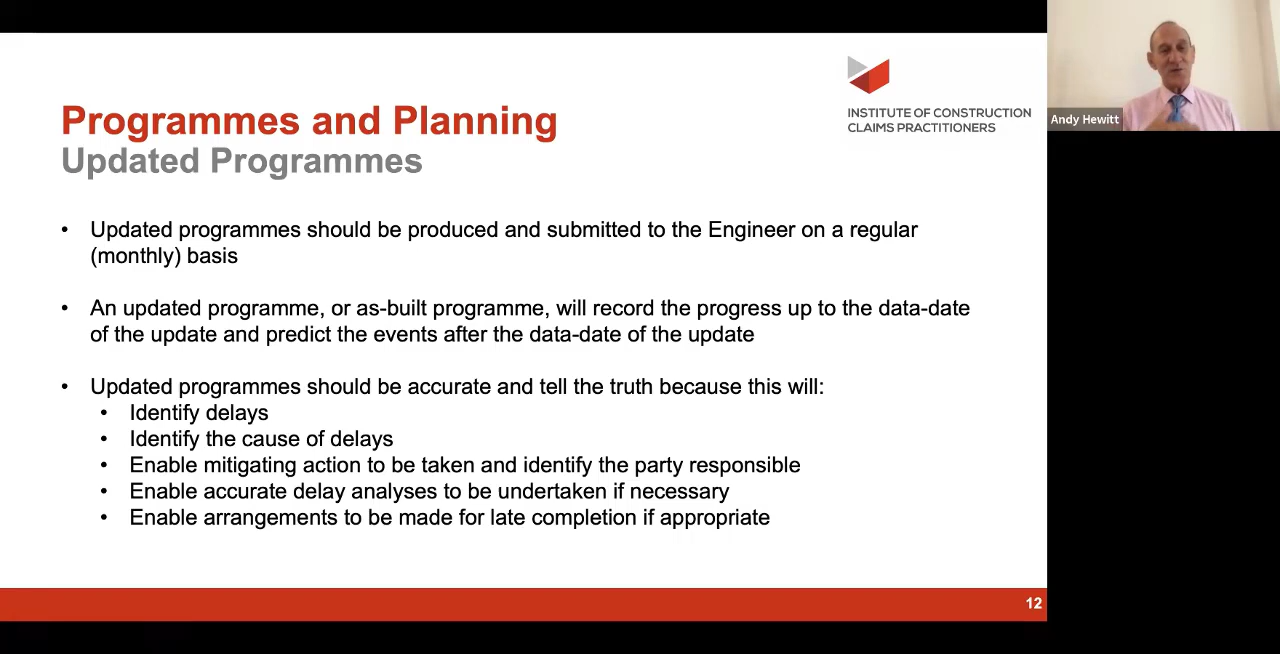 Programmes and Planning
Updated Programmes
INSTITUTE OF CONSTRUCTION
CLAIMS PRACTITIONERS
Andy Hewitt
• Updated programmes should be produced and submitted to the Engineer on a regular
(monthly) basis
• An updated programme, or as-built programme, will record the progress up to the data-date
of the update and predict the events after the data-date of the update
• Updated programmes should be accurate and tell the truth because this will:
• Identify delays
• Identify the cause of delays
• Enable mitigating action to be taken and identify the party responsible
• Enable accurate delay analyses to be undertaken if necessary
• Enable arrangements to be made for late completion if appropriate
12